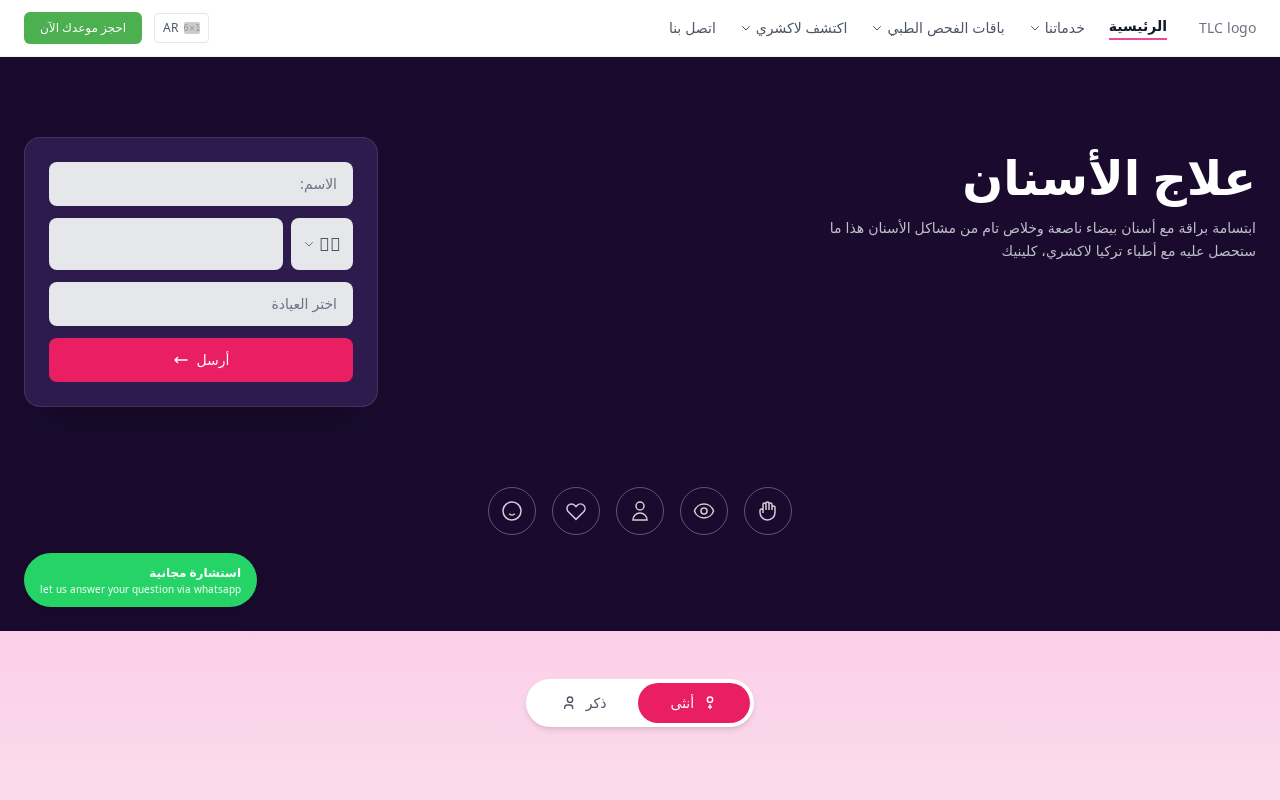 TLC logo
الرئيسية
خدماتنا
باقات الفحص الطبي
اكتشف لاكشري
اتصل بنا
AR
احجز موعدك الآن
علاج الأسنان
ابتسامة براقة مع أسنان بيضاء ناصعة وخلاص تام من مشاكل الأسنان هذا ما
ستحصل عليه مع أطباء تركيا لاكشري، كلينيك
الاسم:
اختر العيادة
أرسل
استشارة مجانية
let us answer your question via whatsapp
أنثى
ذكر